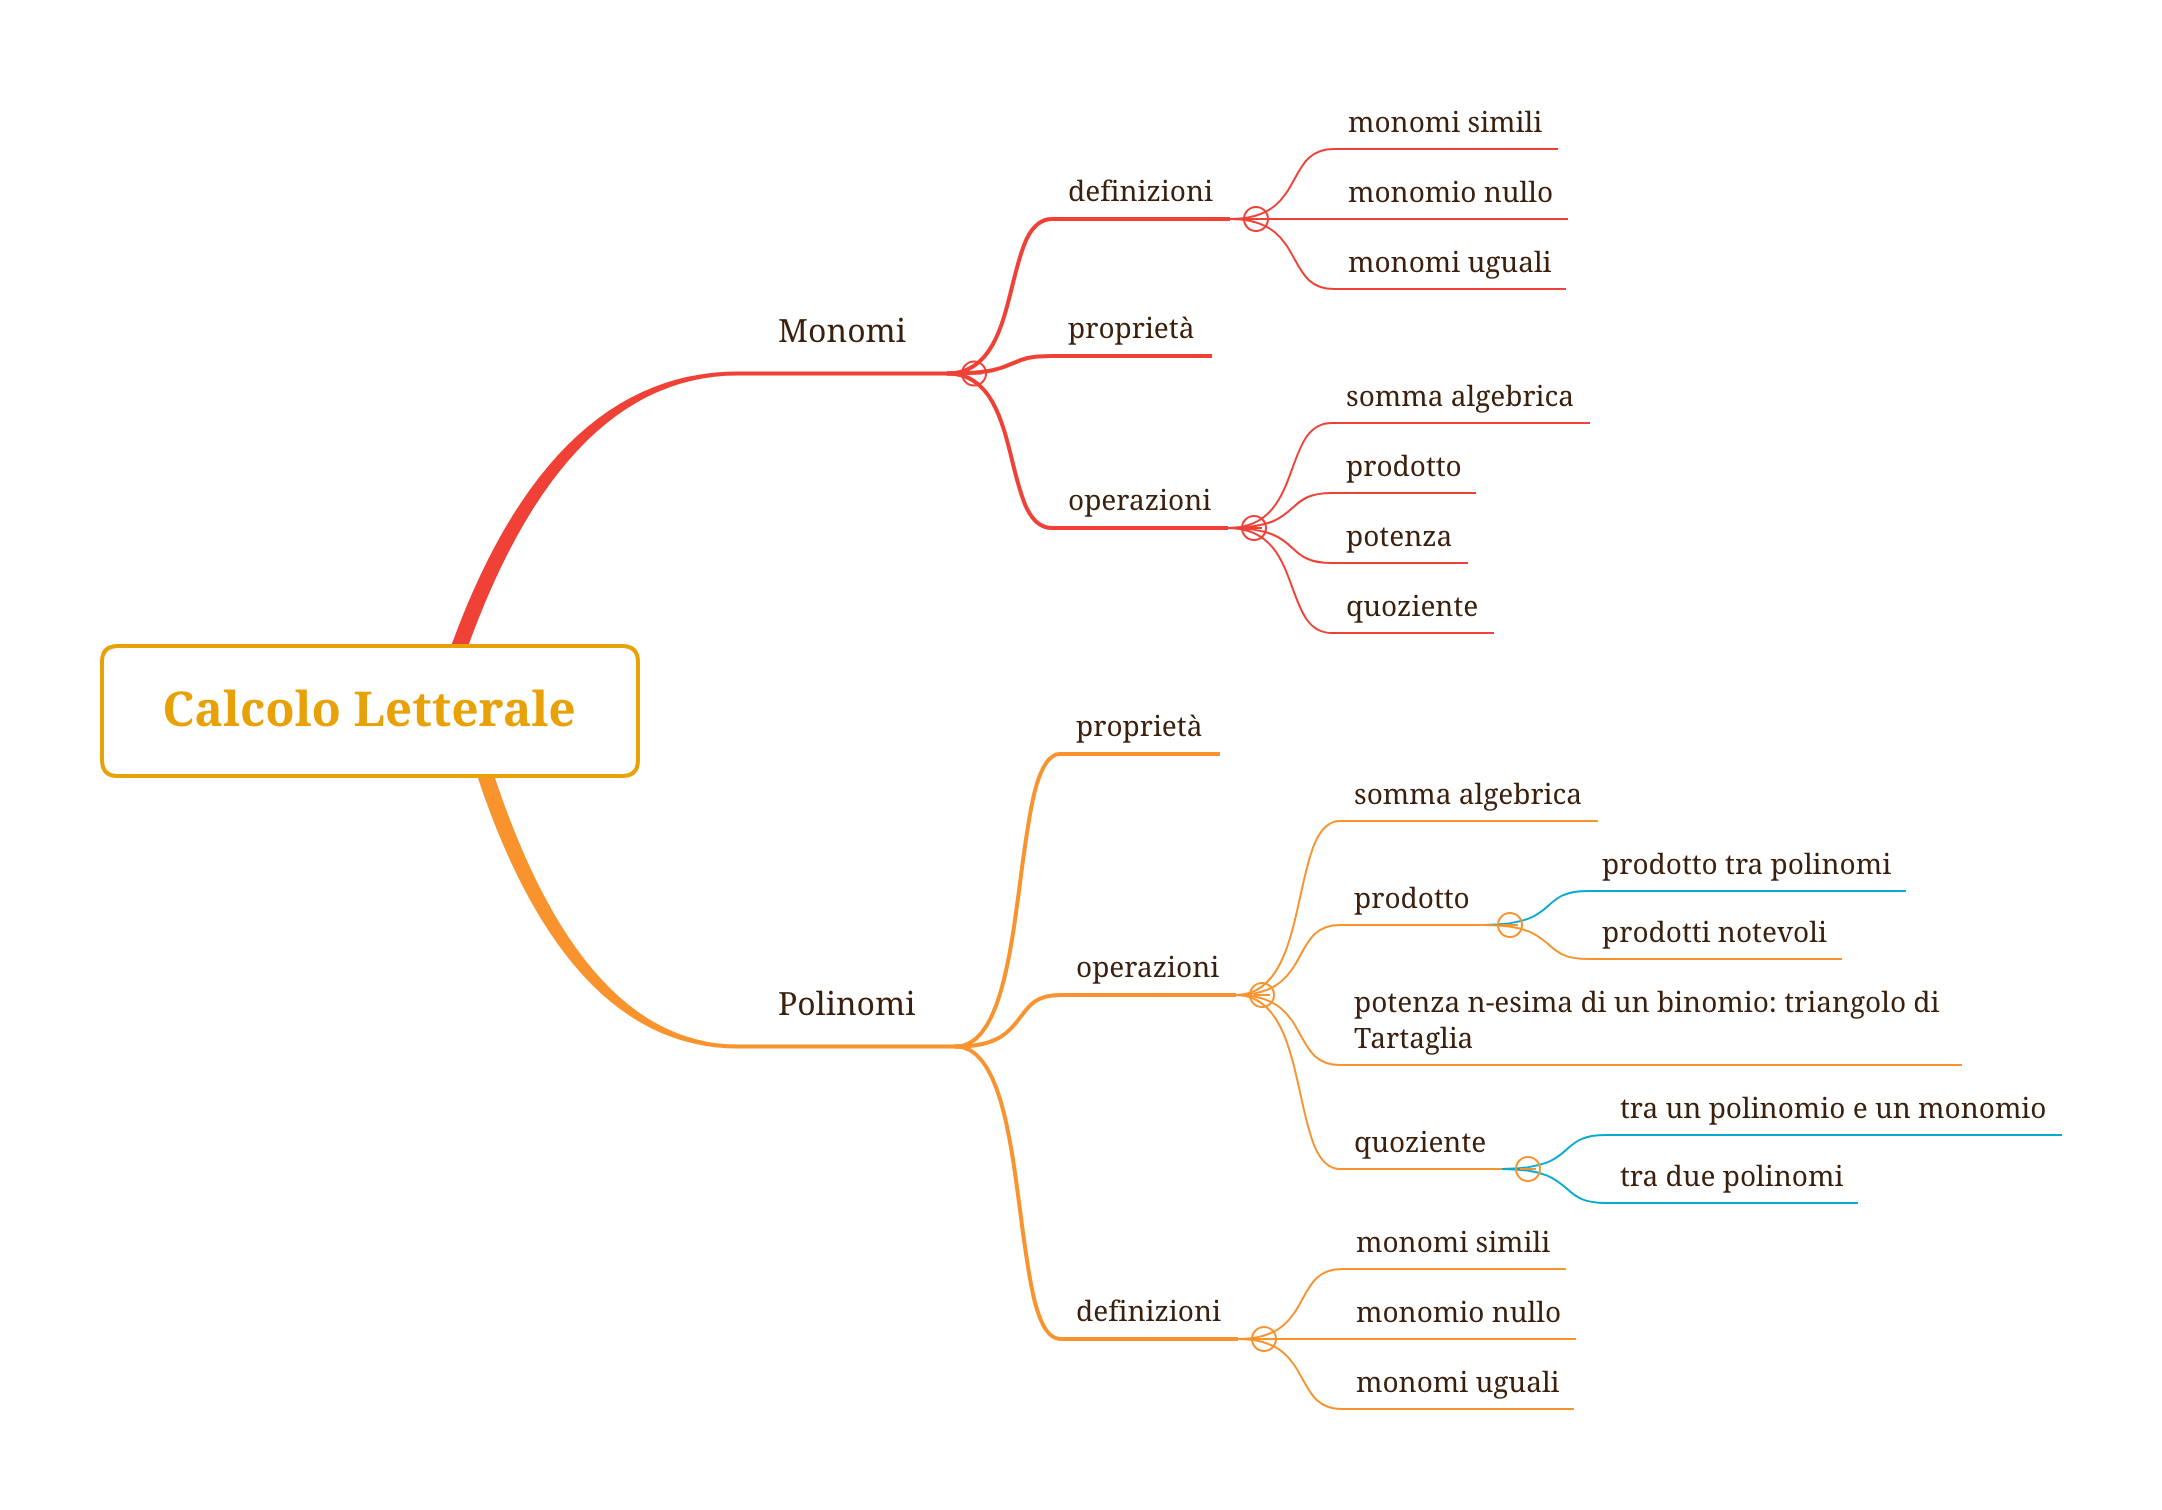 monomi simili
definizioni
monomio nullo
monomi uguali
Monomi
proprietà
somma algebrica
prodotto
operazioni
potenza
quoziente
Calcolo Letterale
proprietà
somma algebrica
prodotto tra polinomi
prodotto
prodotti notevoli
operazioni
Polinomi
potenza n-esima di un binomio: triangolo di
Tartaglia
tra un polinomio e un monomio
quoziente
tra due polinomi
monomi simili
definizioni
monomio nullo
monomi uguali